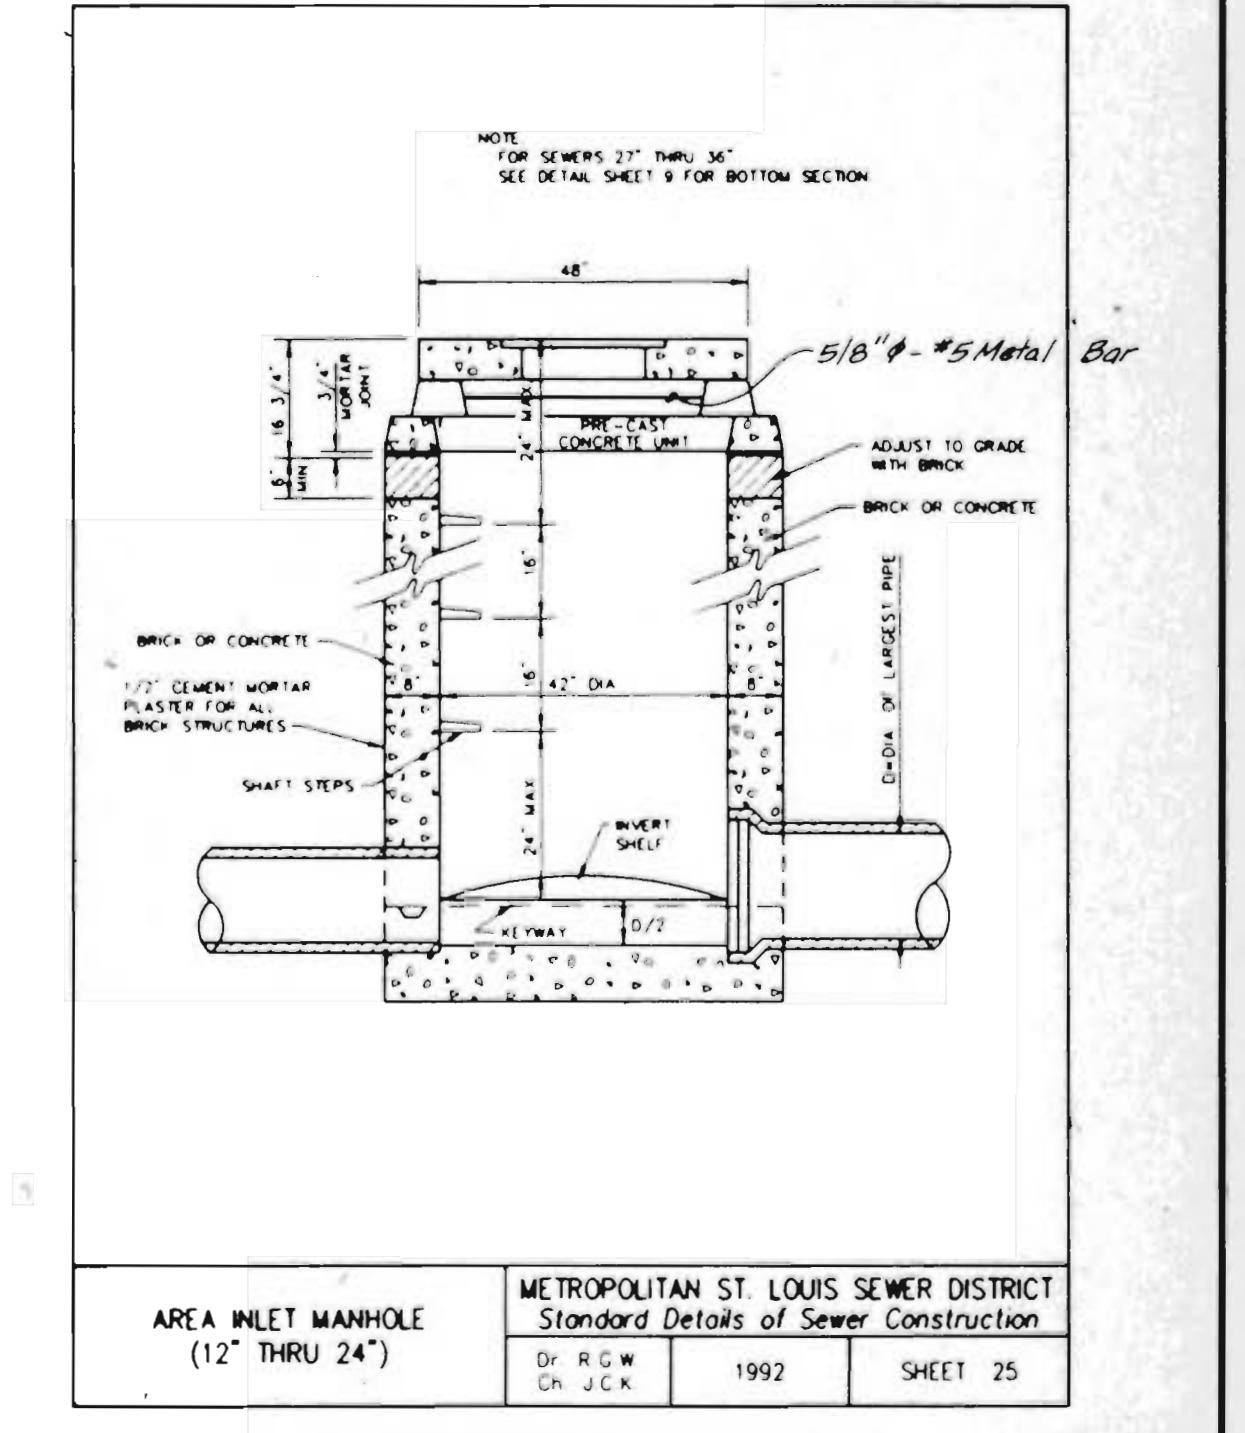 NOTE
FOR SEWERS 27" THRU 36"
SEE DETAIL SHEET 9 FOR BOTTOM SECTION
48"
5/8"ϕ - #5 Metal Bar
16 3/4"
3/4"
MORTAR
JOINT
6"
MIN
24" MAX
PRE-CAST
CONCRETE UNIT
ADJUST TO GRADE
WITH BRICK
BRICK OR CONCRETE
16"
D=DIA OF LARGEST PIPE
BRICK OR CONCRETE
1/2" CEMENT MORTAR
PLASTER FOR ALL
BRICK STRUCTURES
8"
16"
42" DIA
8"
SHAFT STEPS
24" MAX
INVERT
SHELF
KEYWAY
D/2
AREA INLET MANHOLE
(12" THRU 24")
METROPOLITAN ST. LOUIS SEWER DISTRICT
Standard Details of Sewer Construction
Dr. R G W
Ch. J C K
1992
SHEET 25